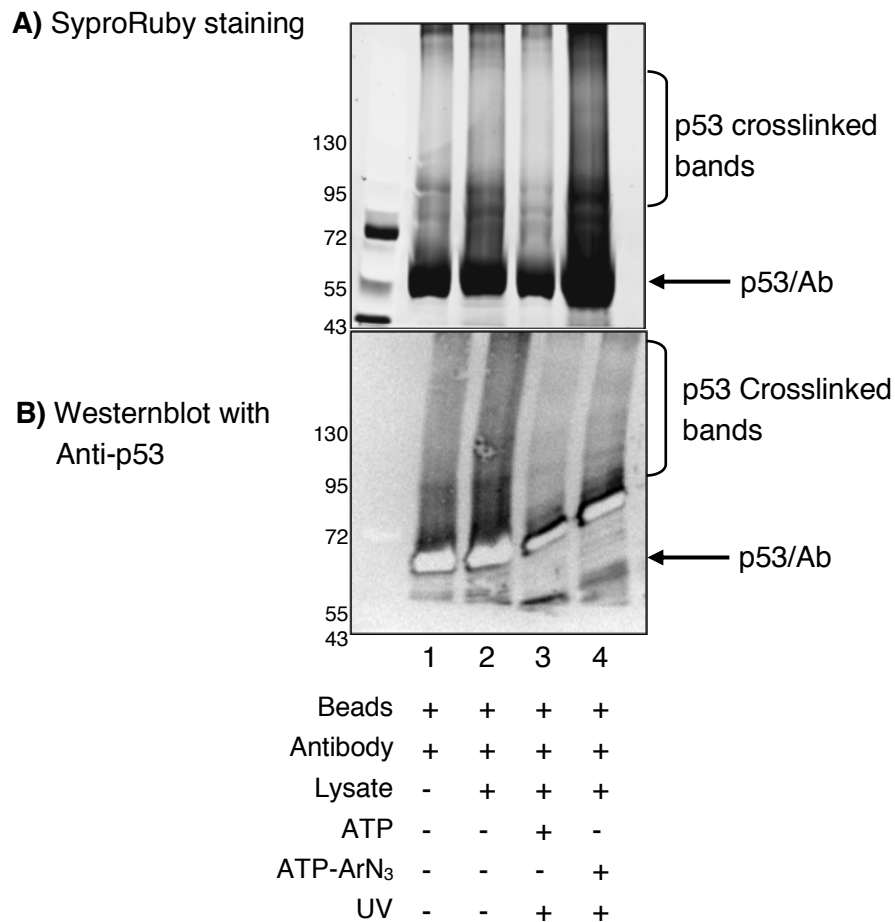 A) SyproRuby staining
130
95
72
55
43
p53 crosslinked
bands
p53/Ab
B) Westernblot with
Anti-p53
130
95
72
55
43
p53 Crosslinked
bands
p53/Ab
1 2 3 4
Beads + + + +
Antibody + + + +
Lysate - + + +
ATP - - + -
ATP-ArN₃ - - - +
UV - - + +